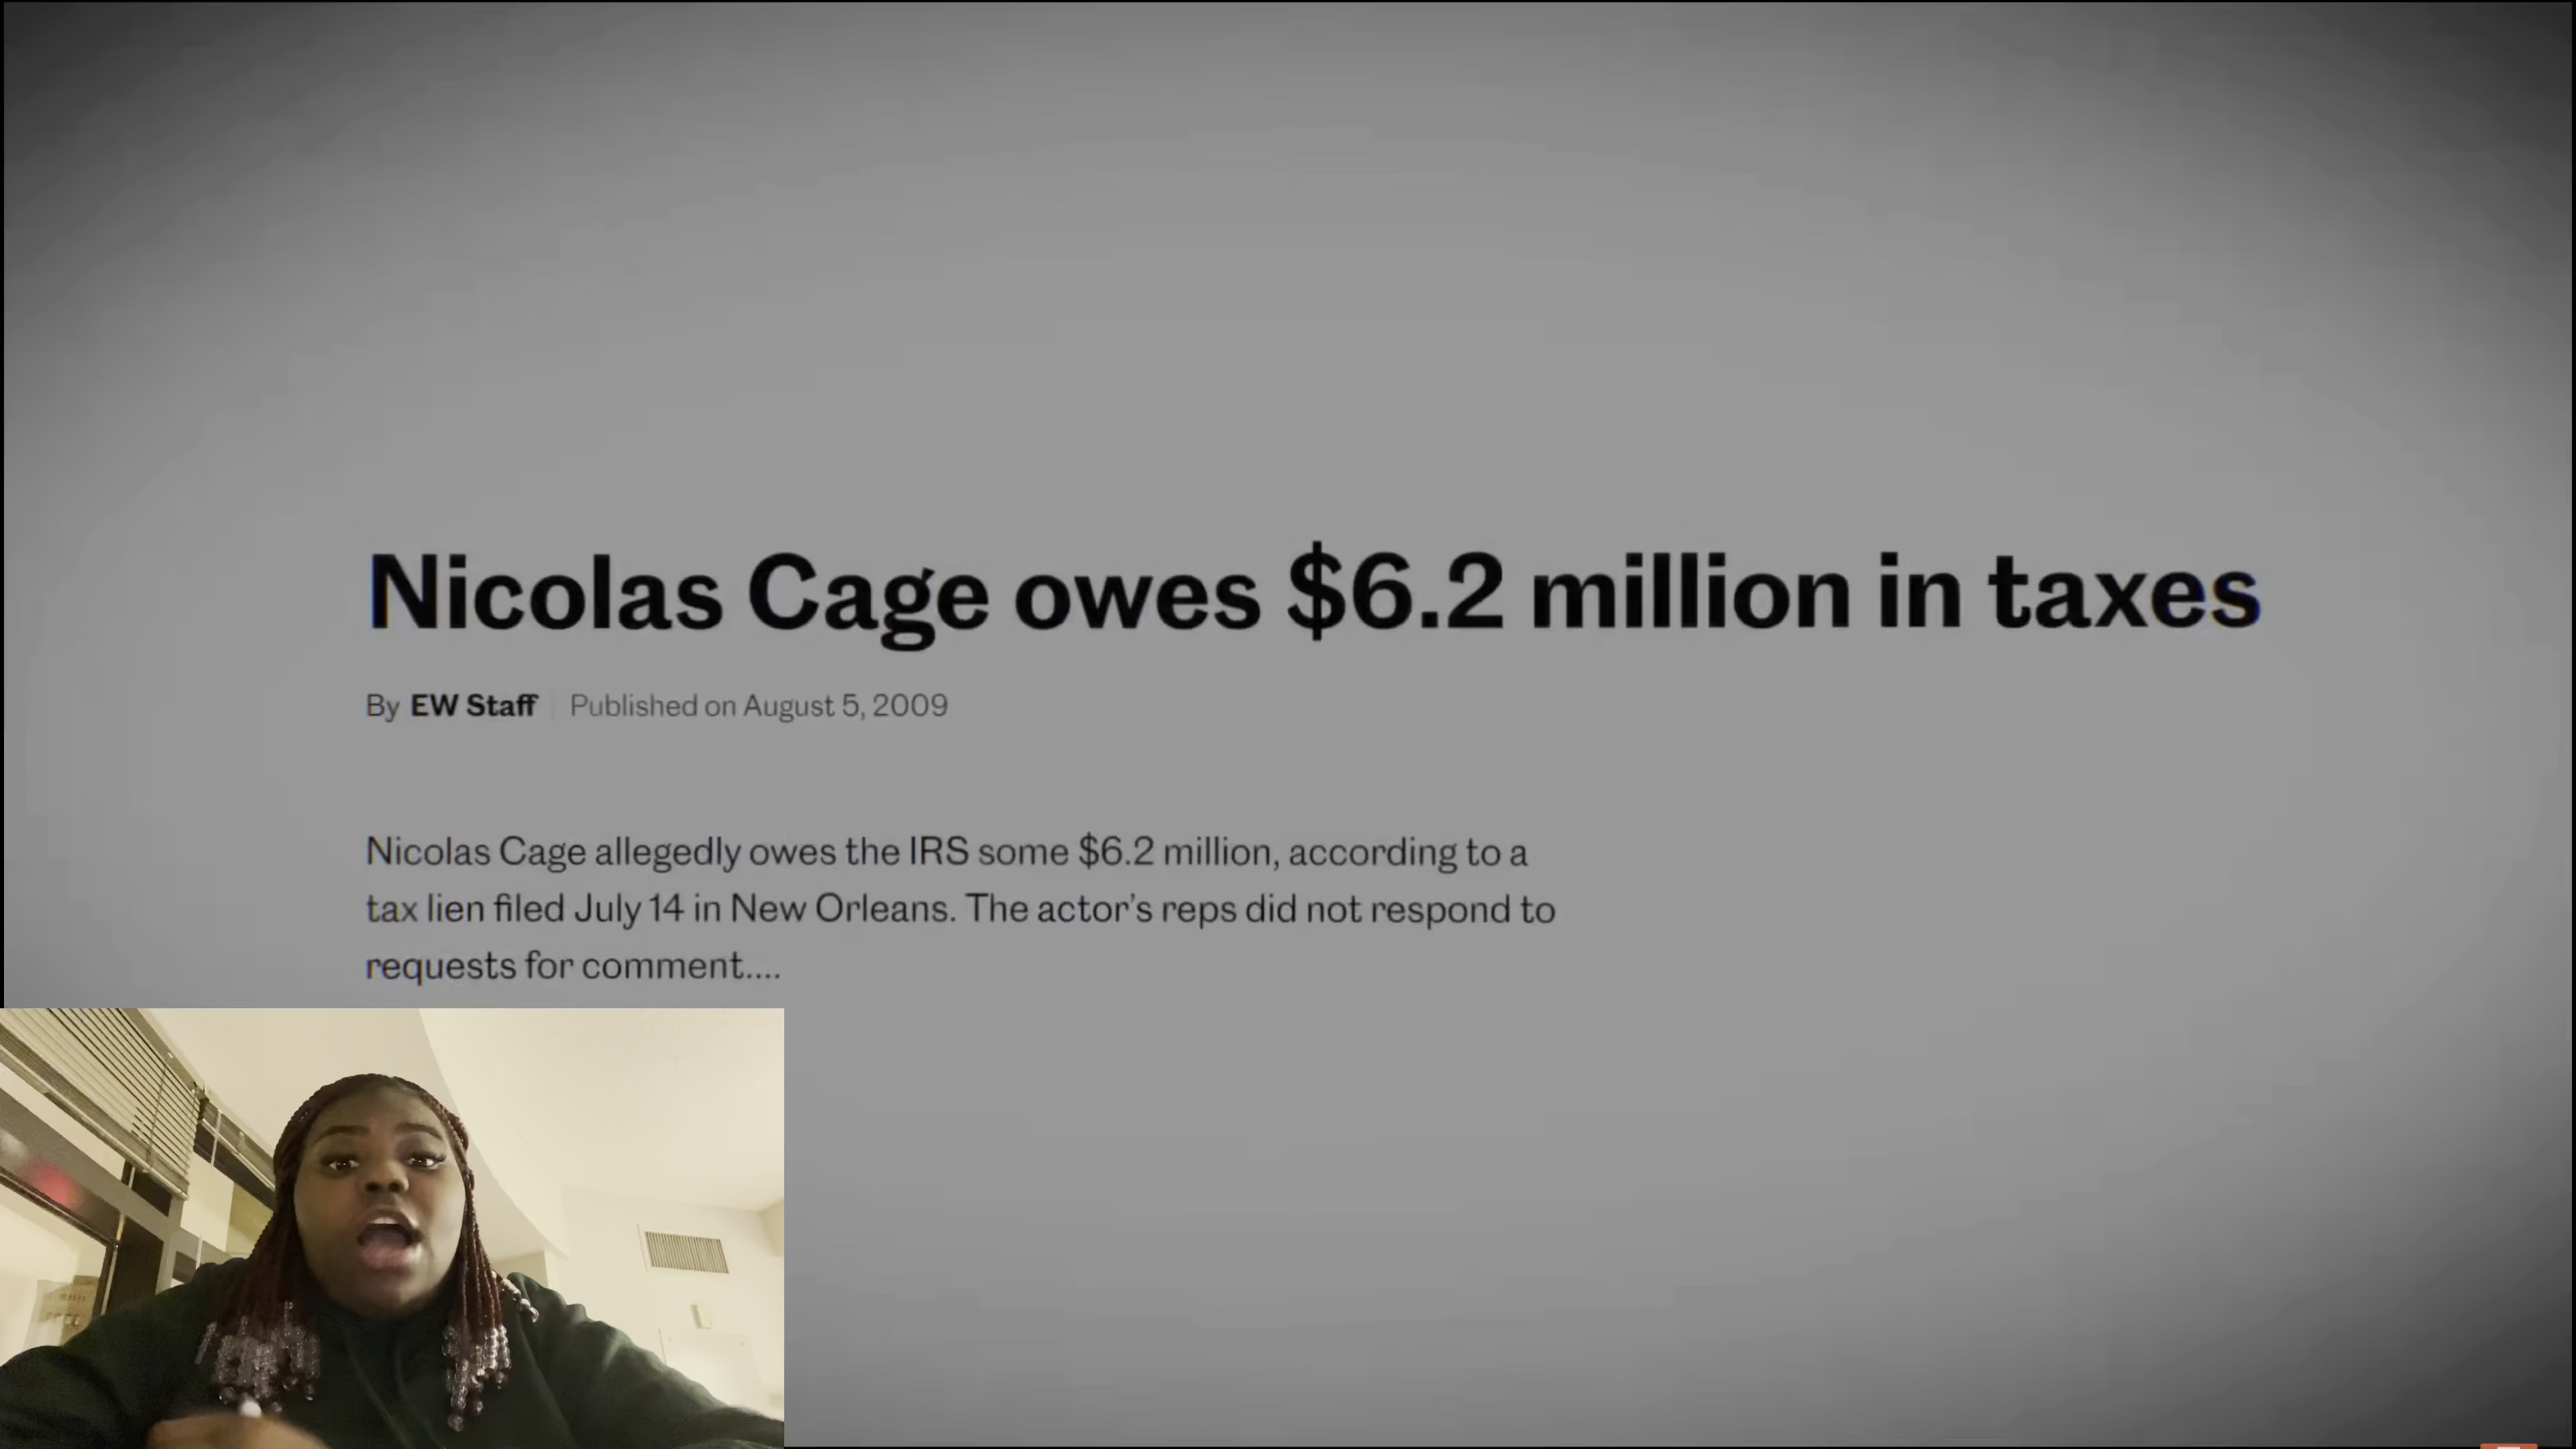 Nicolas Cage owes $6.2 million in taxes
By EW Staff Published on August 5, 2009
Nicolas Cage allegedly owes the IRS some $6.2 million, according to a
tax lien filed July 14 in New Orleans. The actor’s reps did not respond to
requests for comment....